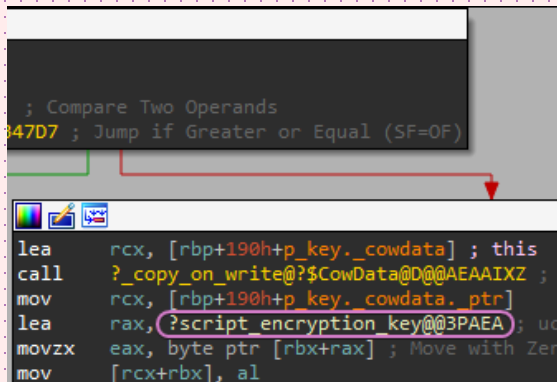 ; Compare Two Operands
347D7 ; Jump if Greater or Equal (SF=OF)
lea rcx, [rbp+190h+p_key._cowdata] ; this
call ?_copy_on_write@?$CowData@D@@AEAAIXZ ;
mov rcx, [rbp+190h+p_key._cowdata._ptr]
lea rax, ?script_encryption_key@@3PAEA ; uc
movzx eax, byte ptr [rbx+rax] ; Move with Zer
mov [rcx+rbx], al